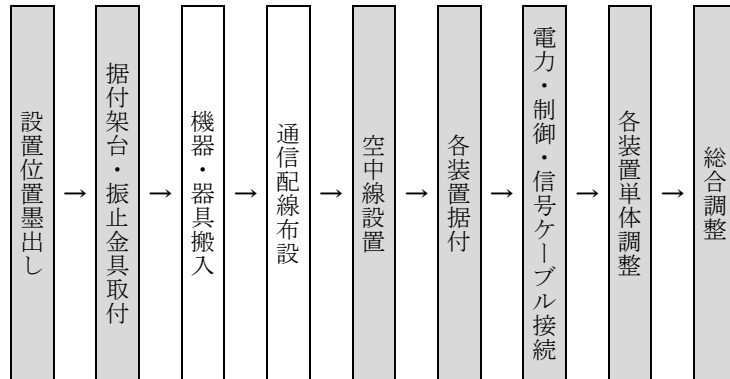 設置位置墨出し
→
据付架台・振止金具取付
→
機器・器具搬入
→
通信配線布設
→
空中線設置
→
各装置据付
→
電力・制御・信号ケーブル接続
→
各装置単体調整
→
総合調整